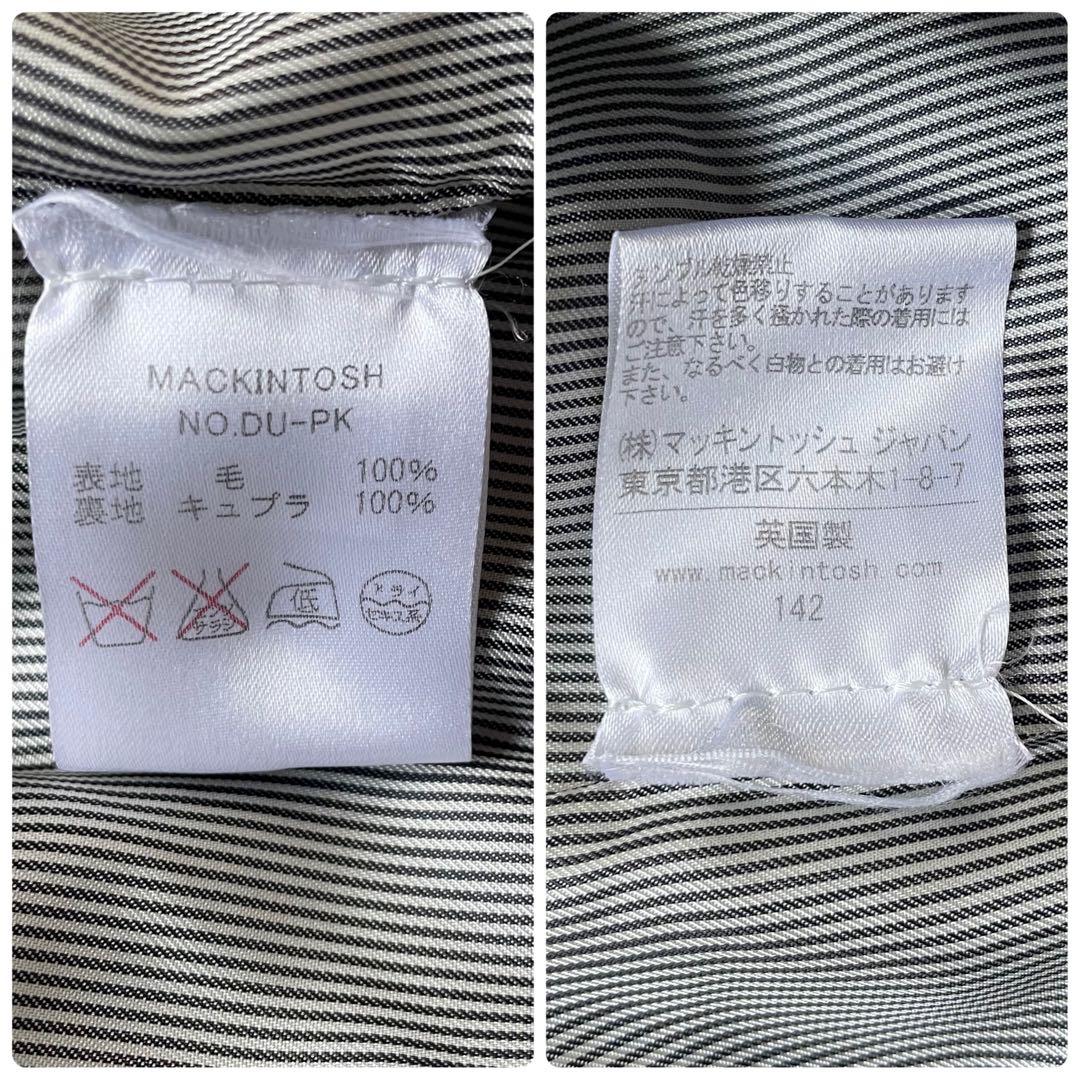 MACKINTOSH
NO.DU-PK
表地 毛 100%
裏地 キュプラ 100%
サラシ
低
ドライ
セキユ系
タンブル乾燥禁止
汗によって色移りすることがあります
ので、汗を多く掻かれた際の着用には
ご注意下さい。
また、なるべく白物との着用はお避け
下さい。
(株)マッキントッシュ ジャパン
東京都港区六本木1-8-7
英国製
www.mackintosh.com
142